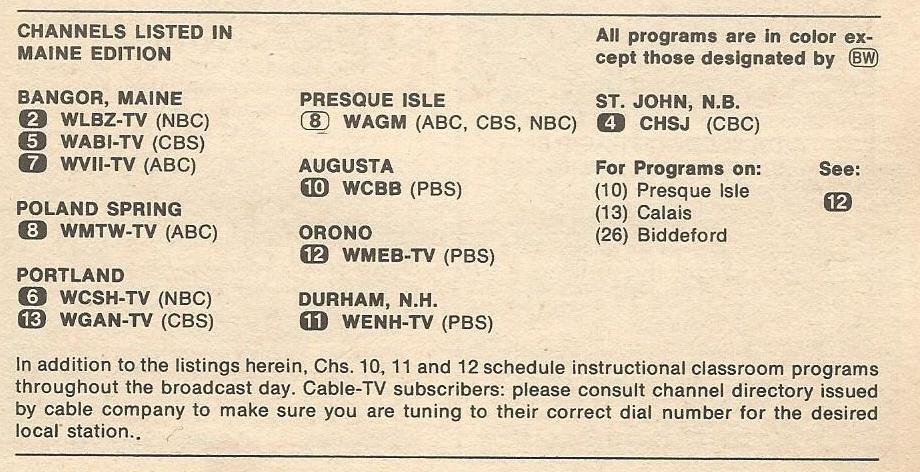 CHANNELS LISTED IN
MAINE EDITION
All programs are in color ex-
cept those designated by BW
BANGOR, MAINE
2 WLBZ-TV (NBC)
5 WABI-TV (CBS)
7 WVII-TV (ABC)
POLAND SPRING
8 WMTW-TV (ABC)
PORTLAND
6 WCSH-TV (NBC)
13 WGAN-TV (CBS)
PRESQUE ISLE
8 WAGM (ABC, CBS, NBC)
AUGUSTA
10 WCBB (PBS)
ORONO
12 WMEB-TV (PBS)
DURHAM, N.H.
11 WENH-TV (PBS)
ST. JOHN, N.B.
4 CHSJ (CBC)
For Programs on: See:
(10) Presque Isle
(13) Calais 12
(26) Biddeford
In addition to the listings herein, Chs. 10, 11 and 12 schedule instructional classroom programs
throughout the broadcast day. Cable-TV subscribers: please consult channel directory issued
by cable company to make sure you are tuning to their correct dial number for the desired
local station..